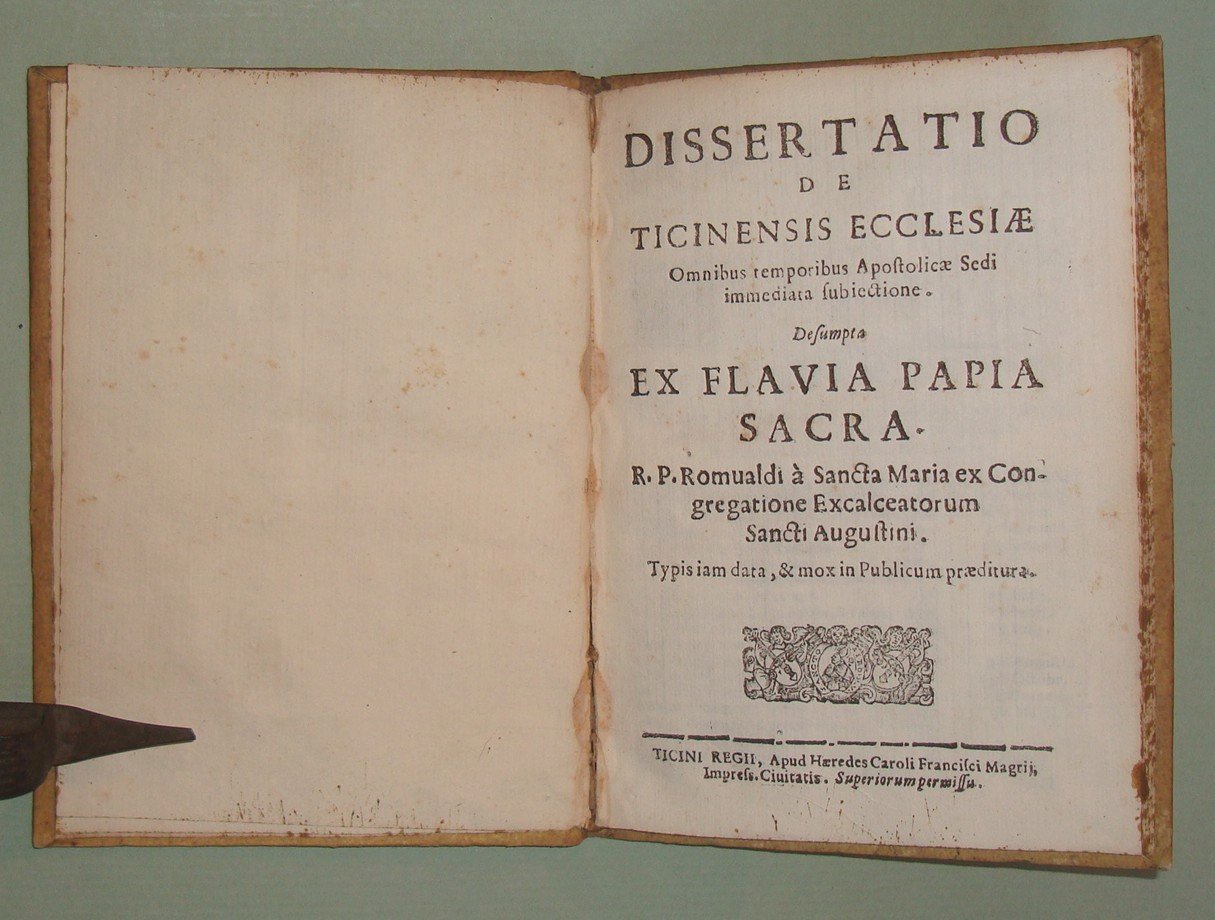 DISSERTATIO
DE
TICINENSIS ECCLESIÆ
Omnibus temporibus Apoſtolicæ Sedi
immediata ſubiectione.
Deſumpta
EX FLAVIA PAPIA
SACRA.
R. P. Romualdi à Sancta Maria ex Con-
gregatione Excalceatorum
Sancti Auguſtini.
Typis iam data, & mox in Publicum præditura.
TICINI REGII, Apud Hæredes Caroli Franciſci Magrij,
Impreſs. Ciuitatis. Superiorum permiſſu.